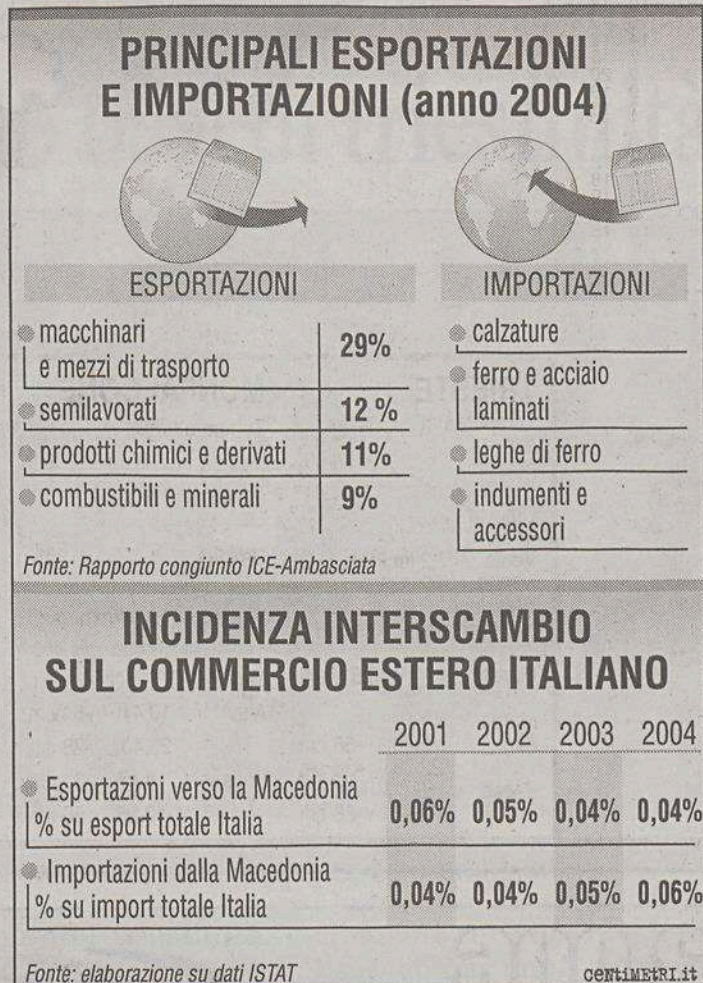 PRINCIPALI ESPORTAZIONI
E IMPORTAZIONI (anno 2004)
ESPORTAZIONI
macchinari
e mezzi di trasporto 29%
semilavorati 12 %
prodotti chimici e derivati 11%
combustibili e minerali 9%
IMPORTAZIONI
calzature
ferro e acciaio
laminati
leghe di ferro
indumenti e
accessori
Fonte: Rapporto congiunto ICE-Ambasciata
INCIDENZA INTERSCAMBIO
SUL COMMERCIO ESTERO ITALIANO
2001 2002 2003 2004
Esportazioni verso la Macedonia
% su export totale Italia 0,06% 0,05% 0,04% 0,04%
Importazioni dalla Macedonia
% su import totale Italia 0,04% 0,04% 0,05% 0,06%
Fonte: elaborazione su dati ISTAT
CENTIMETRI.it